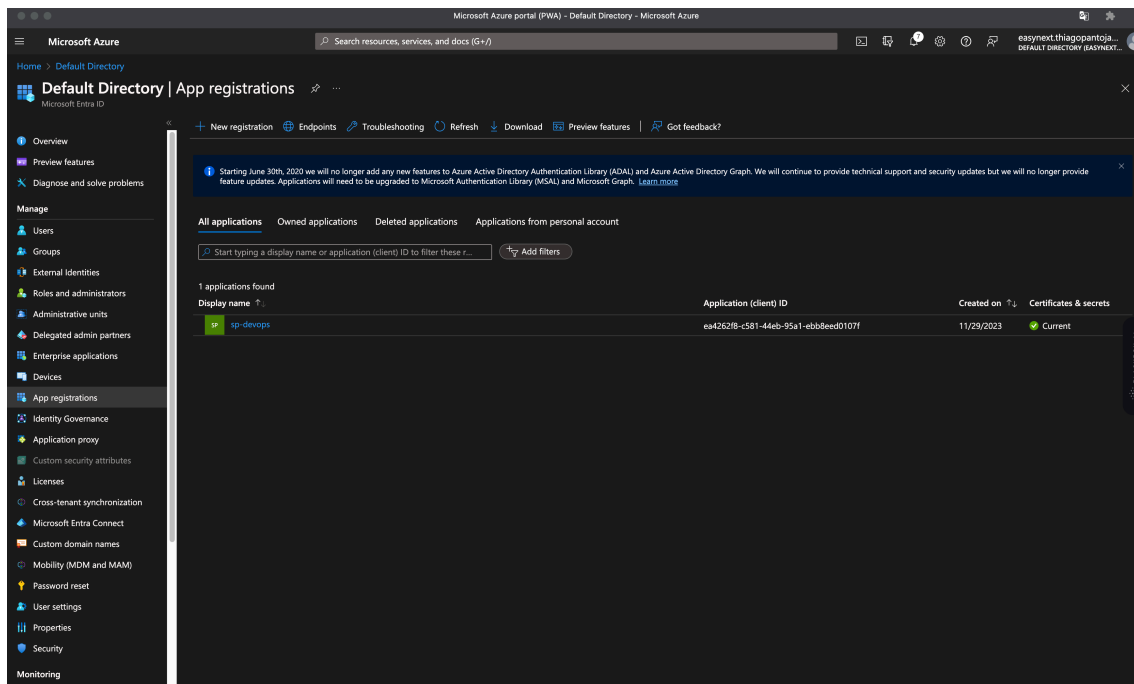 Microsoft Azure portal (PWA) - Default Directory - Microsoft Azure
Microsoft Azure
Search resources, services, and docs (G+/)
7
easynext.thiagopantoja...
DEFAULT DIRECTORY (EASYNEXT...
Home > Default Directory
Default Directory | App registrations
Microsoft Entra ID
New registration
Endpoints
Troubleshooting
Refresh
Download
Preview features
Got feedback?
Overview
Preview features
Diagnose and solve problems
Manage
Users
Groups
External Identities
Roles and administrators
Administrative units
Delegated admin partners
Enterprise applications
Devices
App registrations
Identity Governance
Application proxy
Custom security attributes
Licenses
Cross-tenant synchronization
Microsoft Entra Connect
Custom domain names
Mobility (MDM and MAM)
Password reset
User settings
Properties
Security
Monitoring
Starting June 30th, 2020 we will no longer add any new features to Azure Active Directory Authentication Library (ADAL) and Azure Active Directory Graph. We will continue to provide technical support and security updates but we will no longer provide
feature updates. Applications will need to be upgraded to Microsoft Authentication Library (MSAL) and Microsoft Graph. Learn more
All applications
Owned applications
Deleted applications
Applications from personal account
Start typing a display name or application (client) ID to filter these r...
Add filters
1 applications found
Display name
Application (client) ID
Created on
Certificates & secrets
SP
sp-devops
ea4262f8-c581-44eb-95a1-ebb8eed0107f
11/29/2023
Current